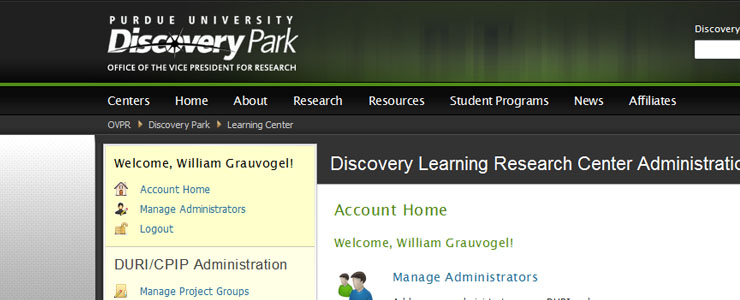 PURDUE UNIVERSITY
Discovery Park
OFFICE OF THE VICE PRESIDENT FOR RESEARCH
Discovery
Centers Home About Research Resources Student Programs News Affiliates
OVPR Discovery Park Learning Center
Welcome, William Grauvogel!
Account Home
Manage Administrators
Logout
DURI/CPIP Administration
Manage Project Groups
Discovery Learning Research Center Administratio
Account Home
Welcome, William Grauvogel!
Manage Administrators